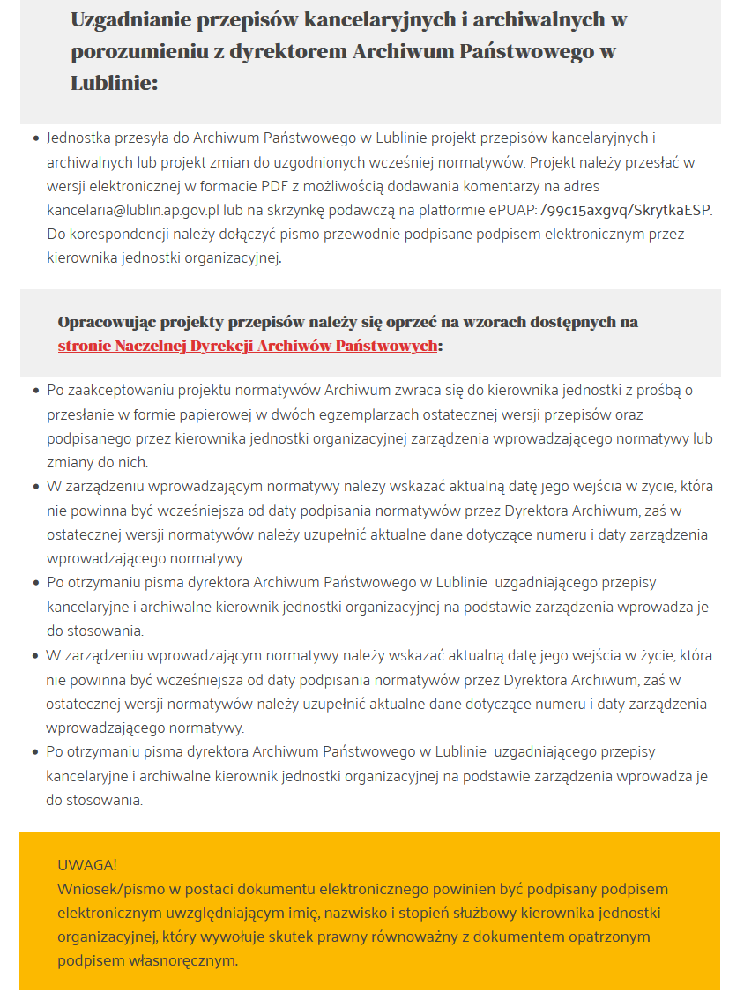 Uzgadnianie przepisów kancelaryjnych i archiwalnych w
porozumieniu z dyrektorem Archiwum Państwowego w
Lublinie:
• Jednostka przesyła do Archiwum Państwowego w Lublinie projekt przepisów kancelaryjnych i
archiwalnych lub projekt zmian do uzgodnionych wcześniej normatywów. Projekt należy przesłać w
wersji elektronicznej w formacie PDF z możliwością dodawania komentarzy na adres
kancelaria@lublin.ap.gov.pl lub na skrzynkę podawczą na platformie ePUAP: /99c15axgvq/SkrytkaESP.
Do korespondencji należy dołączyć pismo przewodnie podpisane podpisem elektronicznym przez
kierownika jednostki organizacyjnej.
Opracowując projekty przepisów należy się oprzeć na wzorach dostępnych na
stronie Naczelnej Dyrekcji Archiwów Państwowych:
• Po zaakceptowaniu projektu normatywów Archiwum zwraca się do kierownika jednostki z prośbą o
przesłanie w formie papierowej w dwóch egzemplarzach ostatecznej wersji przepisów oraz
podpisanego przez kierownika jednostki organizacyjnej zarządzenia wprowadzającego normatywy lub
zmiany do nich.
• W zarządzeniu wprowadzającym normatywy należy wskazać aktualną datę jego wejścia w życie, która
nie powinna być wcześniejsza od daty podpisania normatywów przez Dyrektora Archiwum, zaś w
ostatecznej wersji normatywów należy uzupełnić aktualne dane dotyczące numeru i daty zarządzenia
wprowadzającego normatywy.
• Po otrzymaniu pisma dyrektora Archiwum Państwowego w Lublinie  uzgadniającego przepisy
kancelaryjne i archiwalne kierownik jednostki organizacyjnej na podstawie zarządzenia wprowadza je
do stosowania.
• W zarządzeniu wprowadzającym normatywy należy wskazać aktualną datę jego wejścia w życie, która
nie powinna być wcześniejsza od daty podpisania normatywów przez Dyrektora Archiwum, zaś w
ostatecznej wersji normatywów należy uzupełnić aktualne dane dotyczące numeru i daty zarządzenia
wprowadzającego normatywy.
• Po otrzymaniu pisma dyrektora Archiwum Państwowego w Lublinie  uzgadniającego przepisy
kancelaryjne i archiwalne kierownik jednostki organizacyjnej na podstawie zarządzenia wprowadza je
do stosowania.
UWAGA!
Wniosek/pismo w postaci dokumentu elektronicznego powinien być podpisany podpisem
elektronicznym uwzględniającym imię, nazwisko i stopień służbowy kierownika jednostki
organizacyjnej, który wywołuje skutek prawny równoważny z dokumentem opatrzonym
podpisem własnoręcznym.